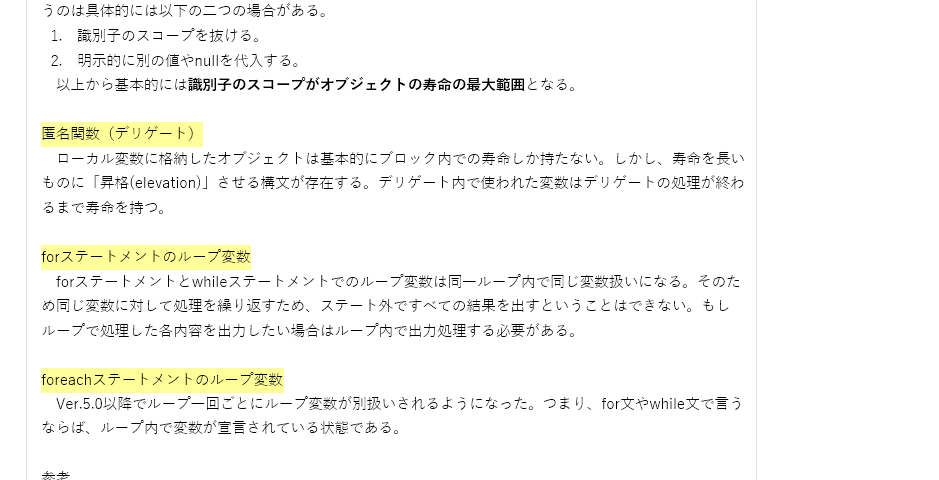 うのは具体的には以下の二つの場合がある。
1. 識別子のスコープを抜ける。
2. 明示的に別の値やnullを代入する。
以上から基本的には識別子のスコープがオブジェクトの寿命の最大範囲となる。
匿名関数（デリゲート）
ローカル変数に格納したオブジェクトは基本的にブロック内での寿命しか持たない。しかし、寿命を長い
ものに「昇格(elevation)」させる構文が存在する。デリゲート内で使われた変数はデリゲートの処理が終わ
るまで寿命を持つ。
forステートメントのループ変数
forステートメントとwhileステートメントでのループ変数は同一ループ内で同じ変数扱いになる。そのた
め同じ変数に対して処理を繰り返すため、ステート外ですべての結果を出すということはできない。もし
ループで処理した各内容を出力したい場合はループ内で出力処理する必要がある。
foreachステートメントのループ変数
Ver.5.0以降でループ一回ごとにループ変数が別扱いされるようになった。つまり、for文やwhile文で言う
ならば、ループ内で変数が宣言されている状態である。
参考